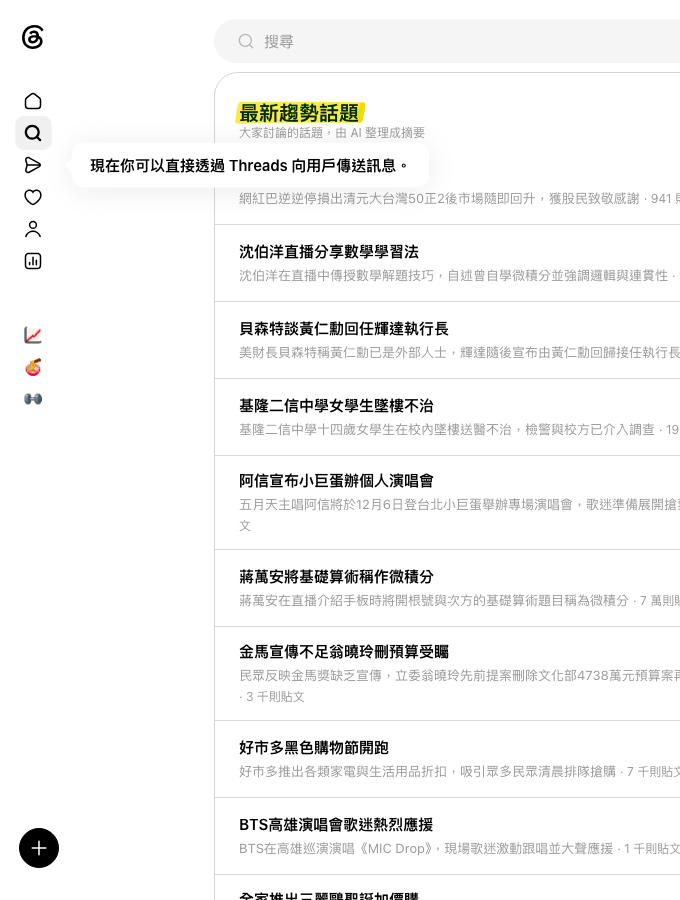 搜尋
最新趨勢話題
大家討論的話題，由 AI 整理成摘要
現在你可以直接透過 Threads 向用戶傳送訊息。
網紅巴逆逆停損出清元大台灣50正2後市場隨即回升，獲股民致敬感謝 · 941 則
沈伯洋直播分享數學學習法
沈伯洋在直播中傳授數學解題技巧，自述曾自學微積分並強調邏輯與連貫性 ·
貝森特談黃仁勳回任輝達執行長
美財長貝森特稱黃仁勳已是外部人士，輝達隨後宣布由黃仁勳回歸接任執行長
基隆二信中學女學生墜樓不治
基隆二信中學十四歲女學生在校內墜樓送醫不治，檢警與校方已介入調查 · 19
阿信宣布小巨蛋辦個人演唱會
五月天主唱阿信將於12月6日登台北小巨蛋舉辦專場演唱會，歌迷準備展開搶
文
蔣萬安將基礎算術稱作微積分
蔣萬安在直播介紹手板時將開根號與次方的基礎算術題目稱為微積分 · 7 萬則
金馬宣傳不足翁曉玲刪預算受矚
民眾反映金馬獎缺乏宣傳，立委翁曉玲先前提案刪除文化部4738萬元預算案再
· 3 千則貼文
好市多黑色購物節開跑
好市多推出各類家電與生活用品折扣，吸引眾多民眾清晨排隊搶購 · 7 千則貼文
BTS高雄演唱會歌迷熱烈應援
BTS在高雄巡演演唱《MIC Drop》，現場歌迷激動跟唱並大聲應援 · 1 千則貼文
全家推出三麗鷗聖誕加價購